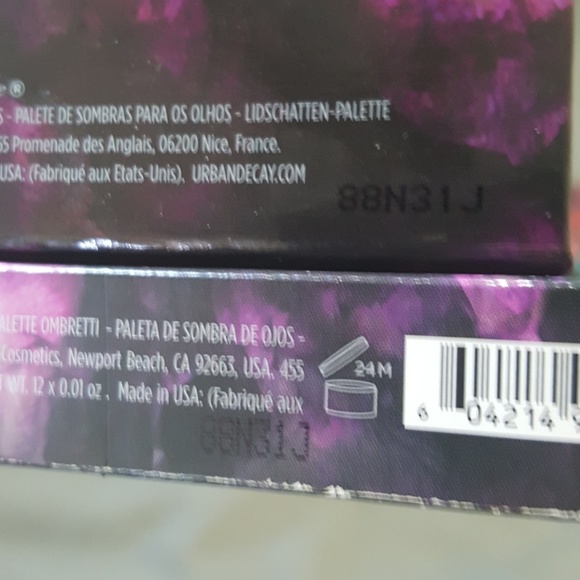 ®
- PALETE DE SOMBRAS PARA OS OLHOS - LIDSCHATTEN-PALETTE
Promenade des Anglais, 06200 Nice, France.
USA: (Fabriqué aux Etats-Unis). URBANDECAY.COM
88N31J
OMBRETTI - PALETA DE SOMBRA DE OJOS -
Cosmetics, Newport Beach, CA 92663, USA. 455
WT. 12 x 0.01 oz. Made in USA: (Fabriqué aux
88N31J
24M
6 04214